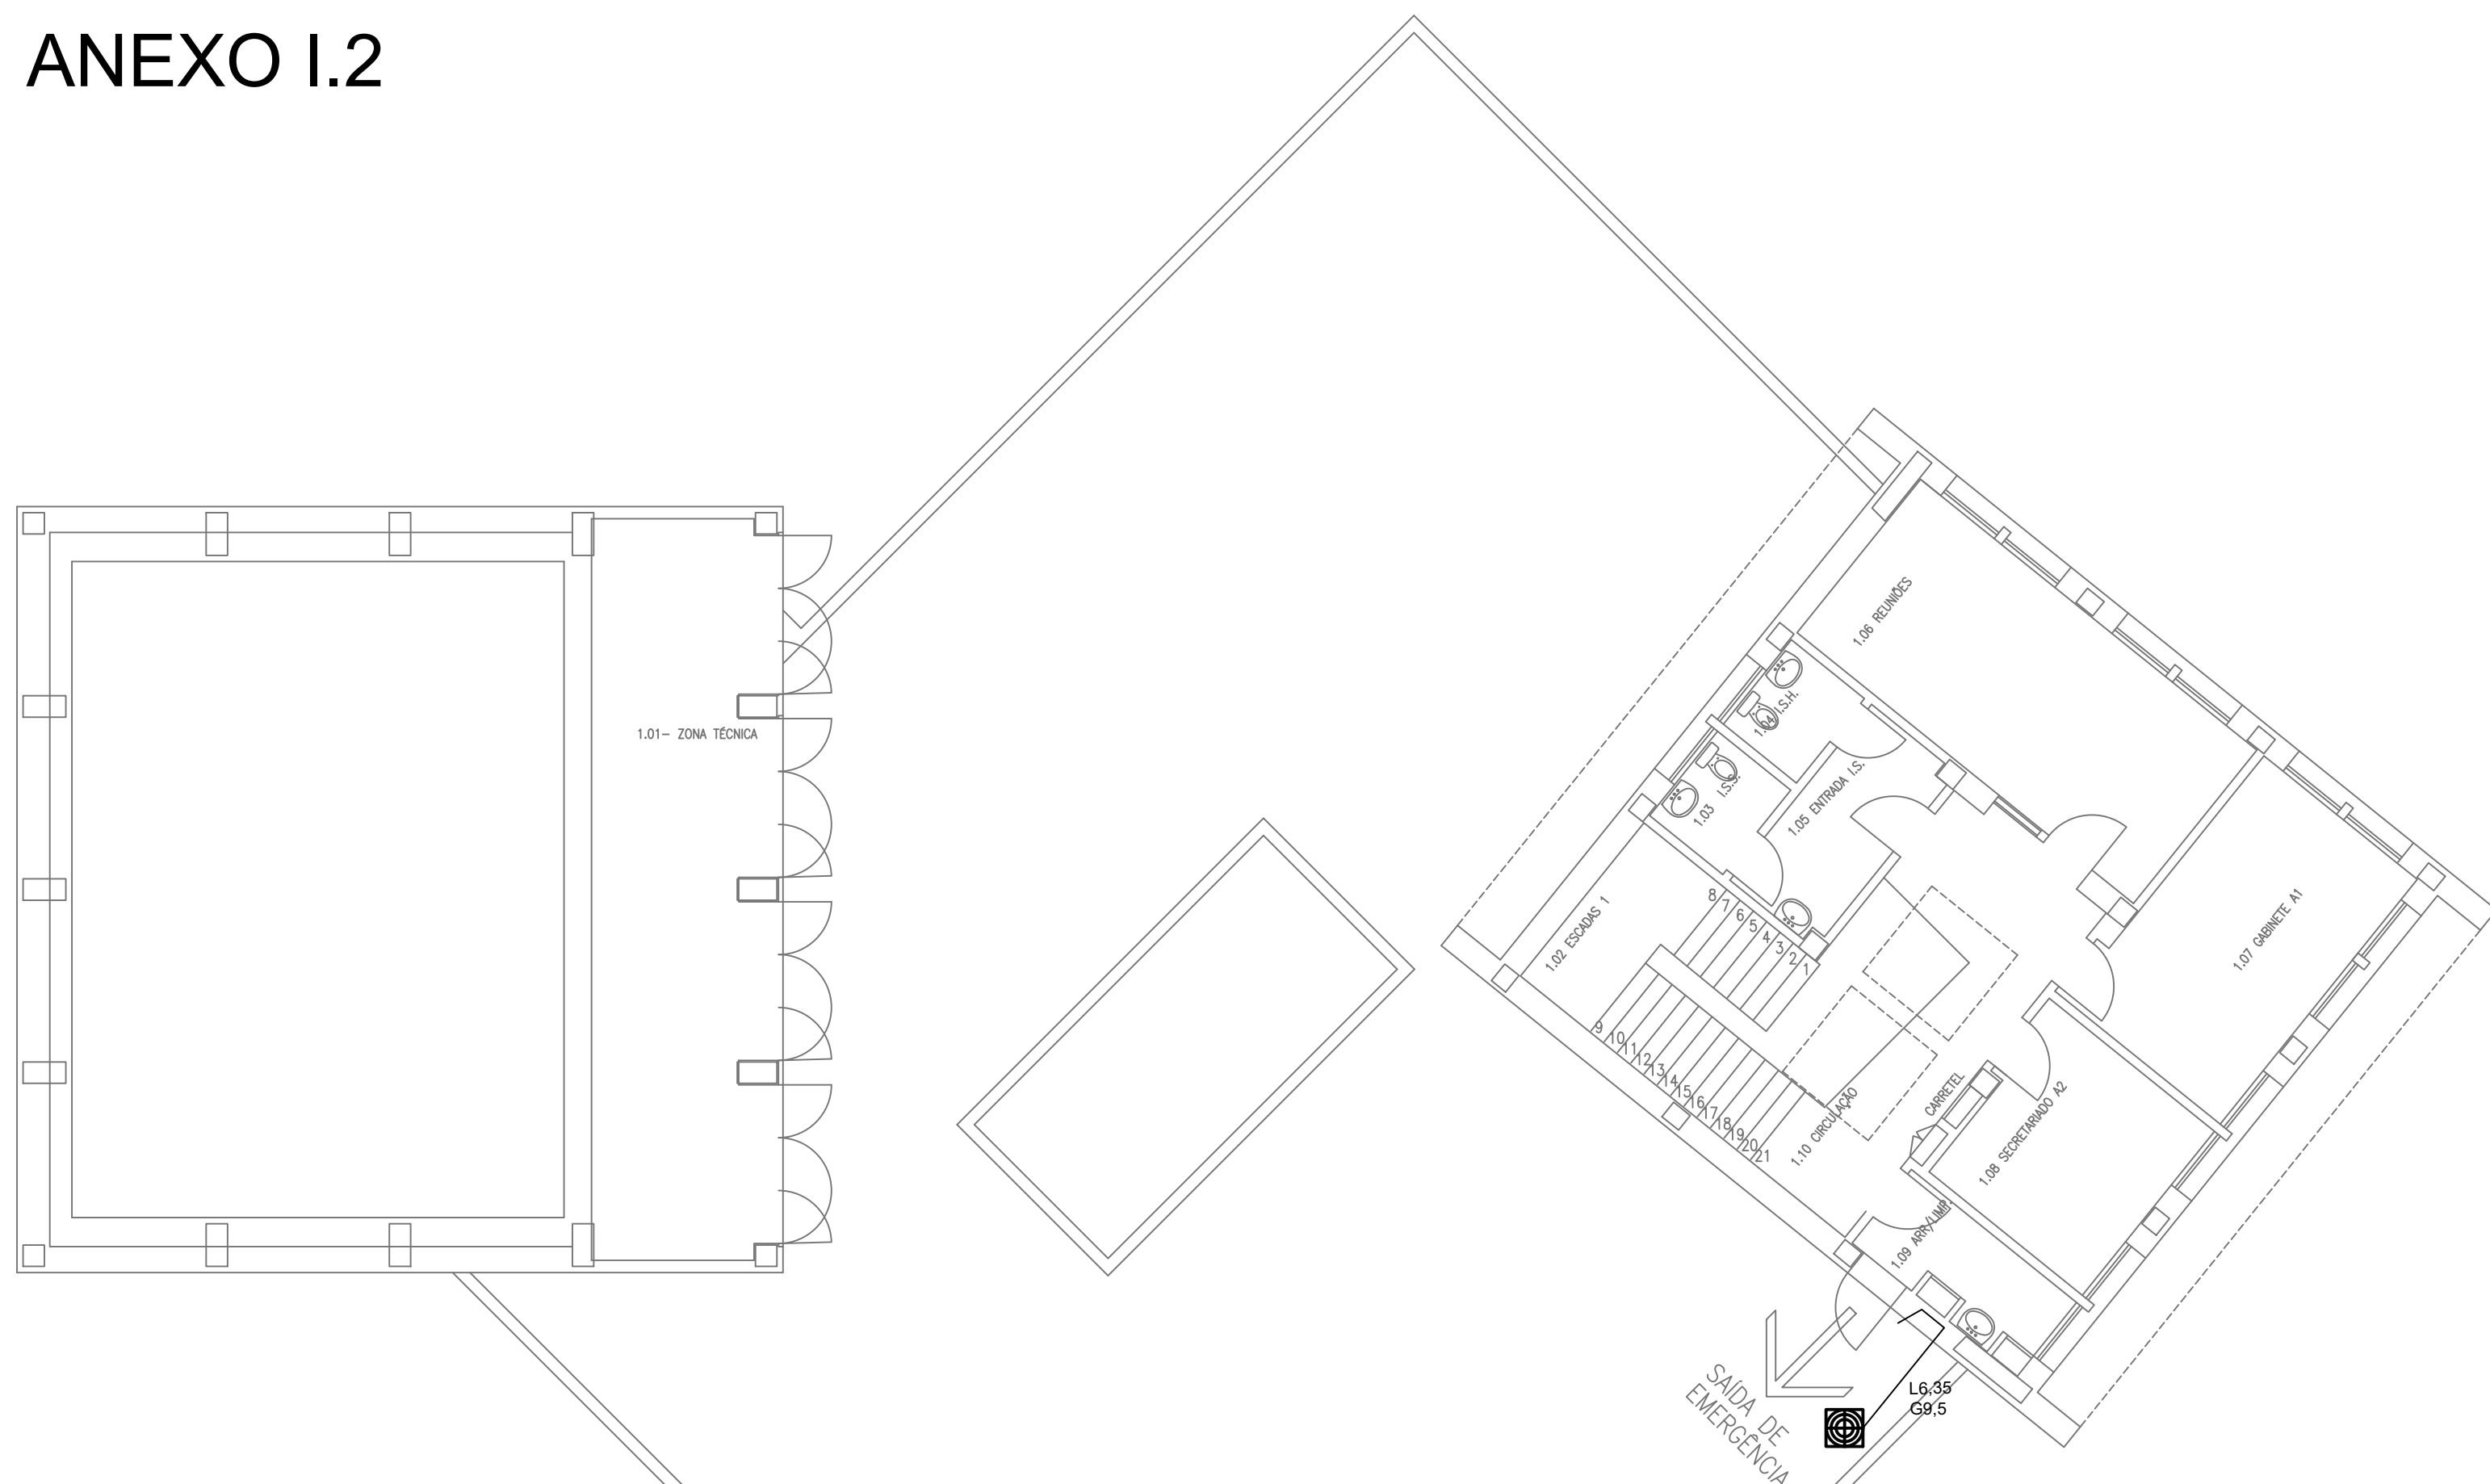 ANEXO I.2
1.01- ZONA TÉCNICA
1.06 REUNIÕES
1.04 I.S.H.
1.03 I.S.S.
1.05 ENTRADA I.S.
1.02 ESCADAS 1
1.07 GABINETE A1
8
7
6
5
4
3
2
1
9
10
11
12
13
14
15
16
17
18
19
20
21
1.10 CIRCULAÇÃO
CARRETEL
1.08 SECRETARIADO A2
1.09 ARR/LIMP.
SAÍDA DE
EMERGÊNCIA
L6,35
G9,5